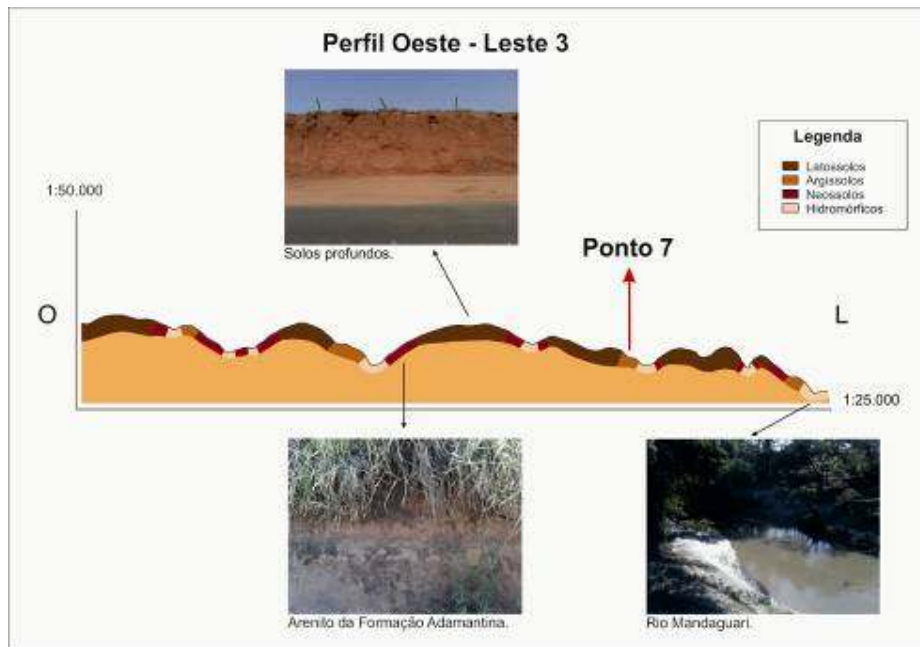 Perfil Oeste - Leste 3
Legenda
Latossolos
Argissolos
Neossolos
Hidromórficos
1:50.000
Solos profundos.
Ponto 7
O
L
1:25.000
Arenito da Formação Adamantina.
Rio Mandaguari.